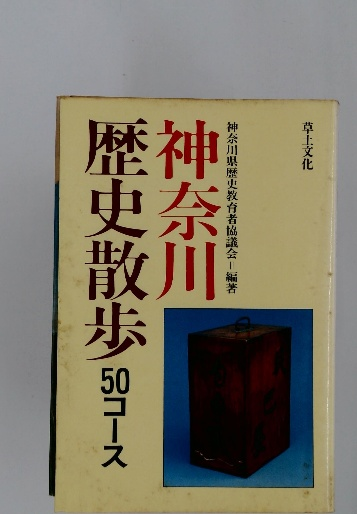 草土文化
神奈川県歴史教育者協議会=編著
神奈川
歴史散歩
50コース